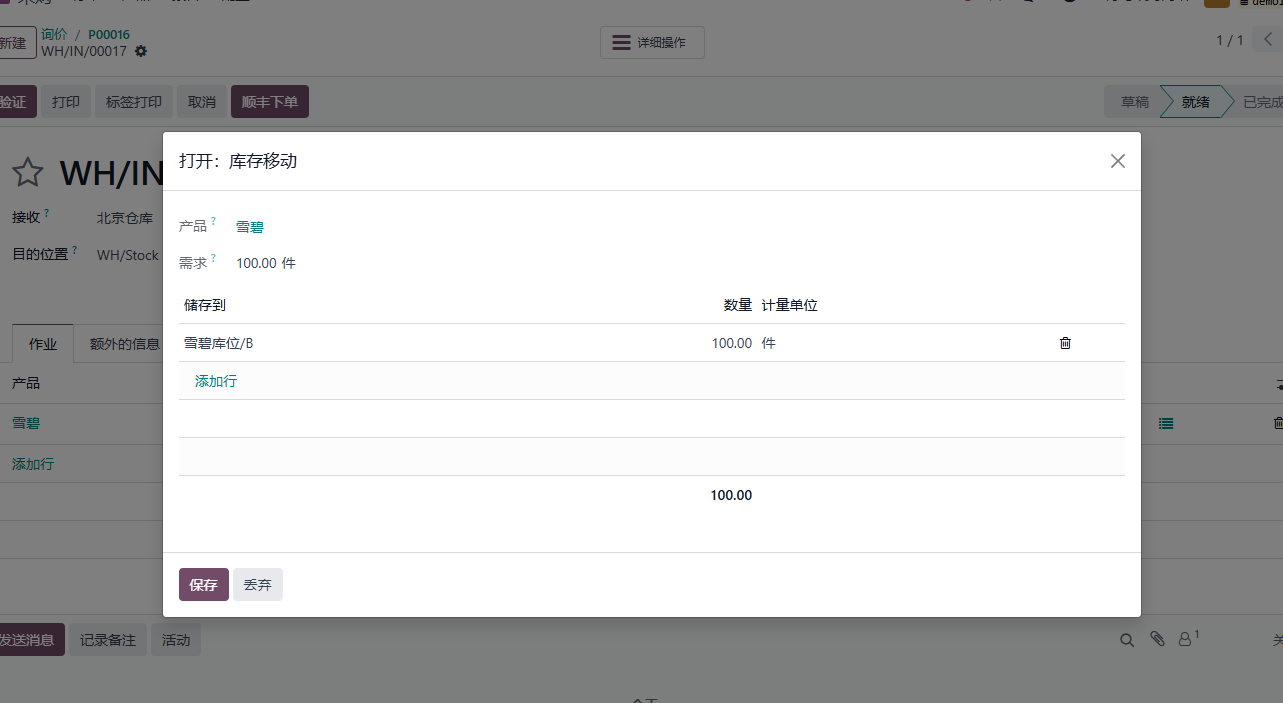 新建
询价 / P00016
WH/IN/00017
详细操作
1 / 1
验证
打印
标签打印
取消
顺丰下单
草稿
就绪
已完成
WH/IN
接收 ?
北京仓库
目的位置 ?
WH/Stock
作业
额外的信息
产品
雪碧
添加行
打开：库存移动
产品 ? 雪碧
需求 ? 100.00 件
储存到 数量 计量单位
雪碧库位/B 100.00 件
添加行
100.00
保存
丢弃
发送消息
记录备注
活动
1